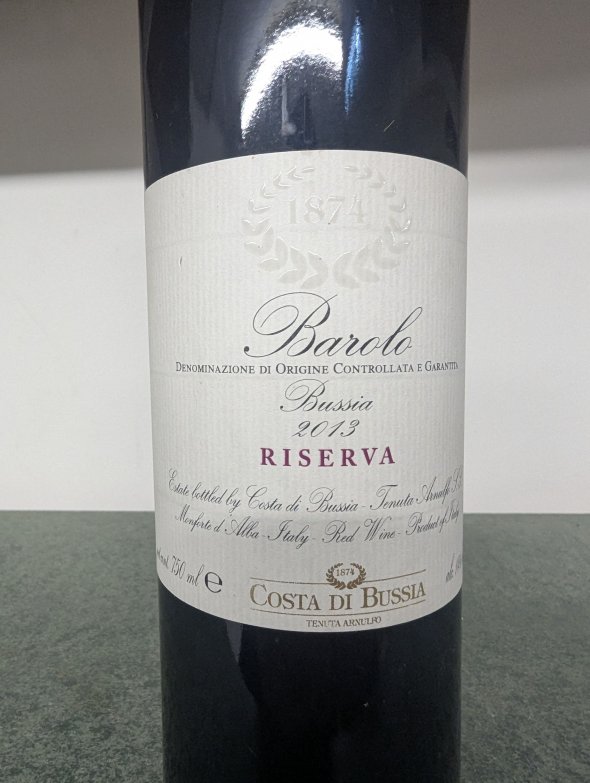 1874
Barolo
DENOMINAZIONE DI ORIGINE CONTROLLATA E GARANTITA
Bussia
2013
RISERVA
Estate bottled by Costa di Bussia - Tenuta Arnulfo
Monforte d'Alba - Italy - Red Wine - Product of Italy
750 ml e
1874
COSTA DI BUSSIA
TENUTA ARNULFO